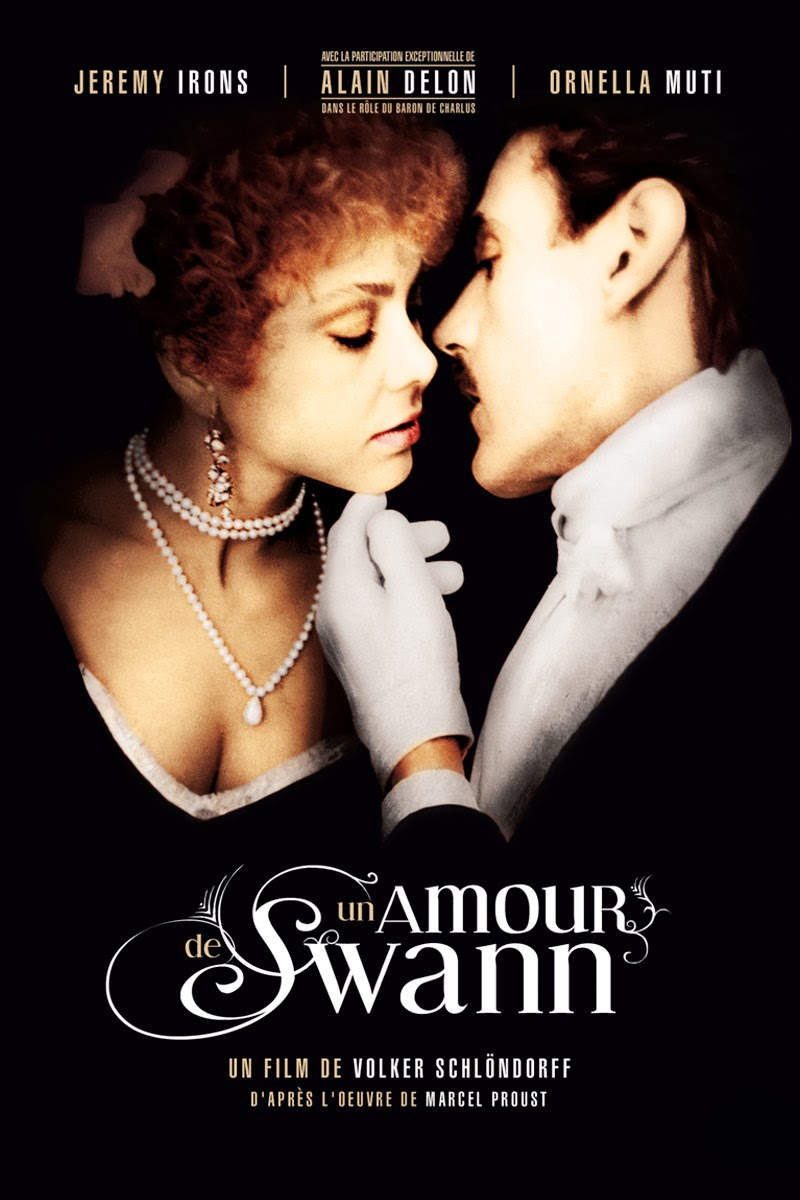 AVEC LA PARTICIPATION EXCEPTIONNELLE DE
JEREMY IRONS | ALAIN DELON | ORNELLA MUTI
DANS LE RÔLE DU BARON DE CHARLUS
un AMOUR
de Swann
UN FILM DE VOLKER SCHLÖNDORFF
D'APRÈS L'OEUVRE DE MARCEL PROUST